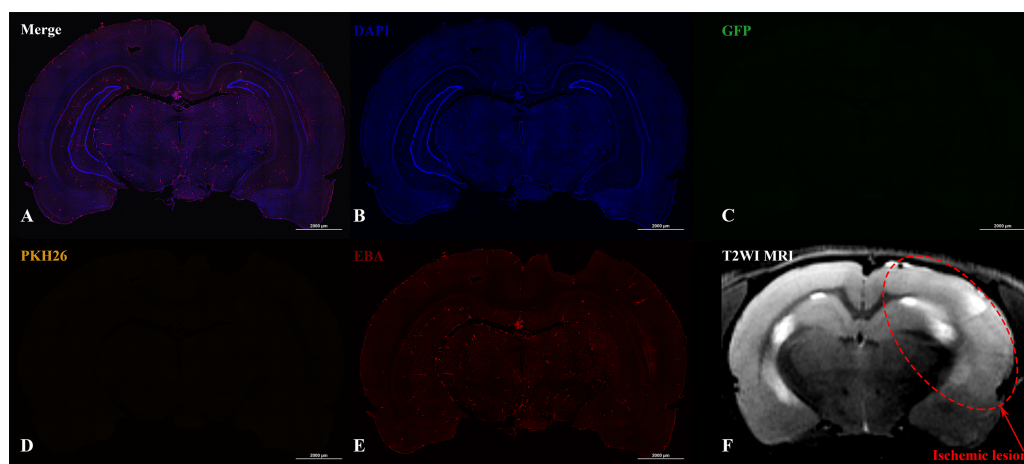 Merge
DAPI
GFP
A
2000 µm
B
2000 µm
C
2000 µm
PKH26
EBA
T2WI MRI
D
2000 µm
E
2000 µm
F
Ischemic lesion